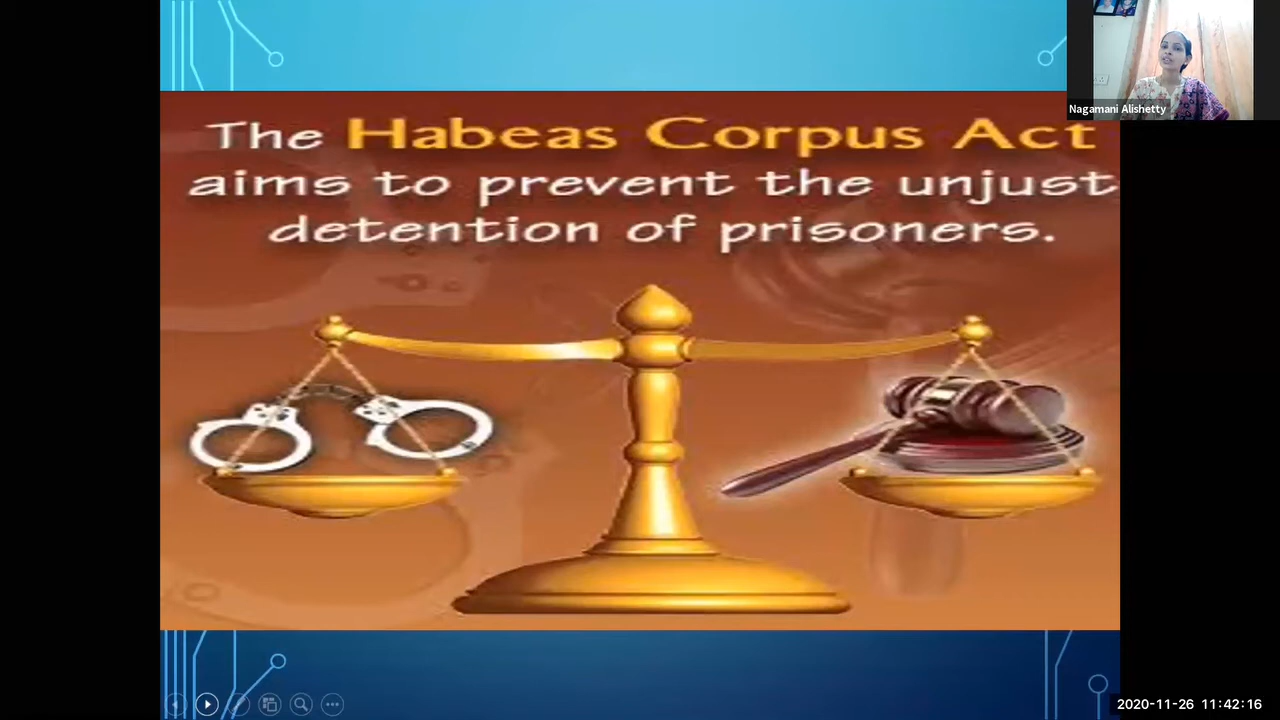 The Habeas Corpus Act
aims to prevent the unjust
detention of prisoners.
Nagamani Alishetty
2020-11-26 11:42:16